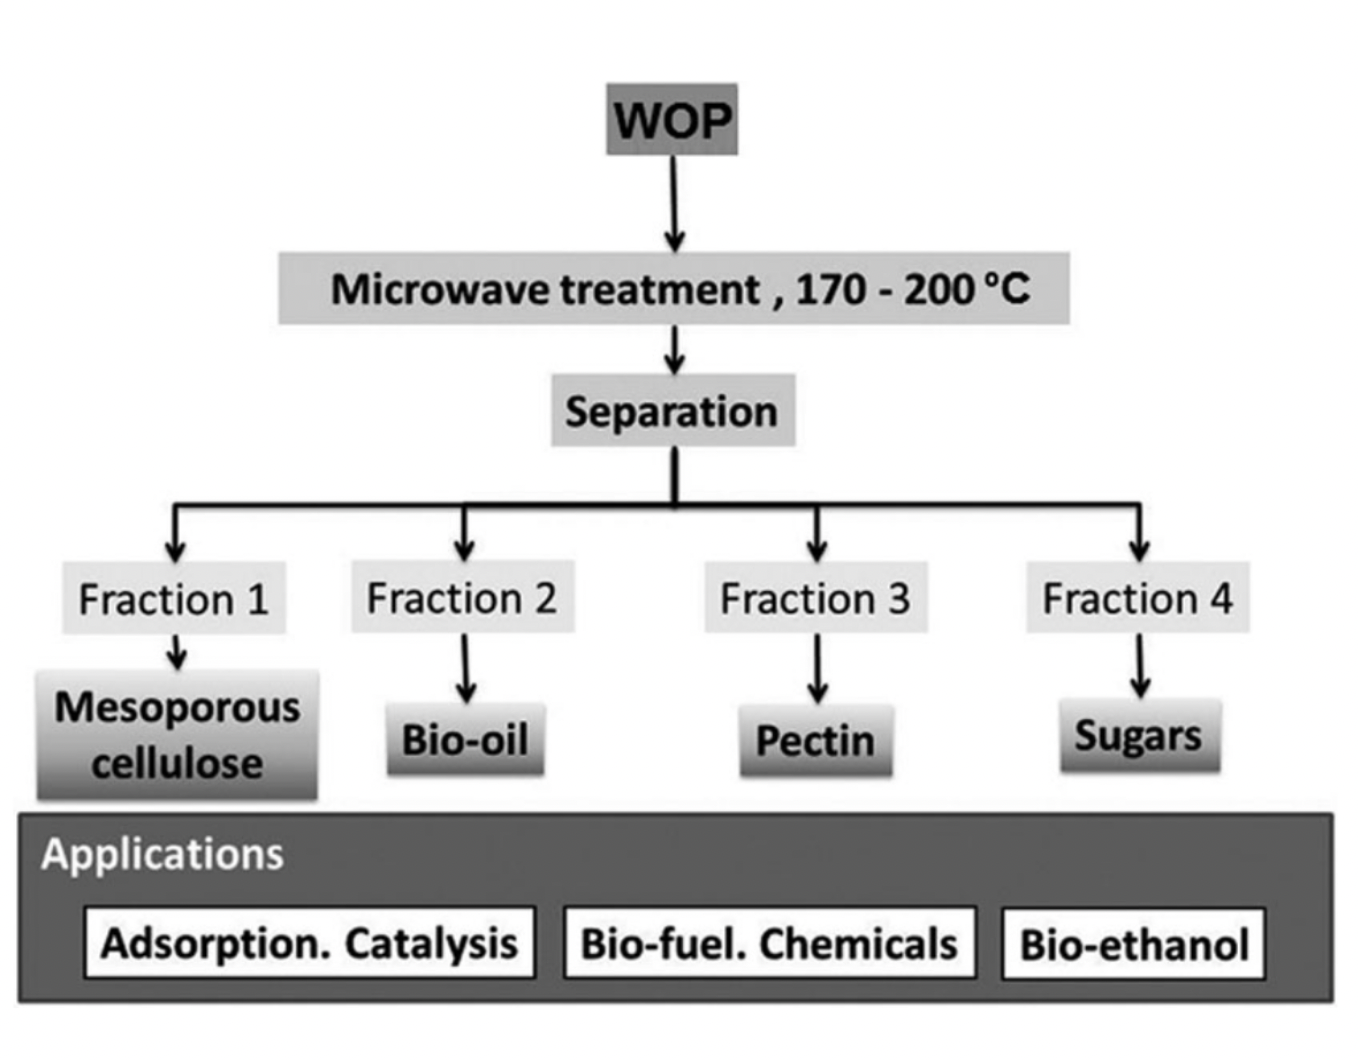 WOP
Microwave treatment , 170 - 200 °C
Separation
Fraction 1
Fraction 2
Fraction 3
Fraction 4
Mesoporous
cellulose
Bio-oil
Pectin
Sugars
Applications
Adsorption. Catalysis
Bio-fuel. Chemicals
Bio-ethanol